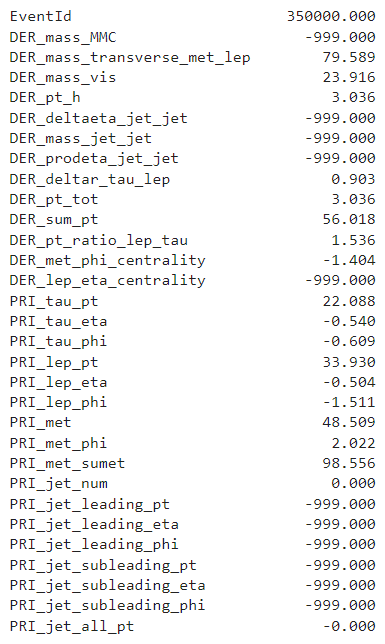 EventId 350000.000
DER_mass_MMC -999.000
DER_mass_transverse_met_lep 79.589
DER_mass_vis 23.916
DER_pt_h 3.036
DER_deltaeta_jet_jet -999.000
DER_mass_jet_jet -999.000
DER_prodeta_jet_jet -999.000
DER_deltar_tau_lep 0.903
DER_pt_tot 3.036
DER_sum_pt 56.018
DER_pt_ratio_lep_tau 1.536
DER_met_phi_centrality -1.404
DER_lep_eta_centrality -999.000
PRI_tau_pt 22.088
PRI_tau_eta -0.540
PRI_tau_phi -0.609
PRI_lep_pt 33.930
PRI_lep_eta -0.504
PRI_lep_phi -1.511
PRI_met 48.509
PRI_met_phi 2.022
PRI_met_sumet 98.556
PRI_jet_num 0.000
PRI_jet_leading_pt -999.000
PRI_jet_leading_eta -999.000
PRI_jet_leading_phi -999.000
PRI_jet_subleading_pt -999.000
PRI_jet_subleading_eta -999.000
PRI_jet_subleading_phi -999.000
PRI_jet_all_pt -0.000